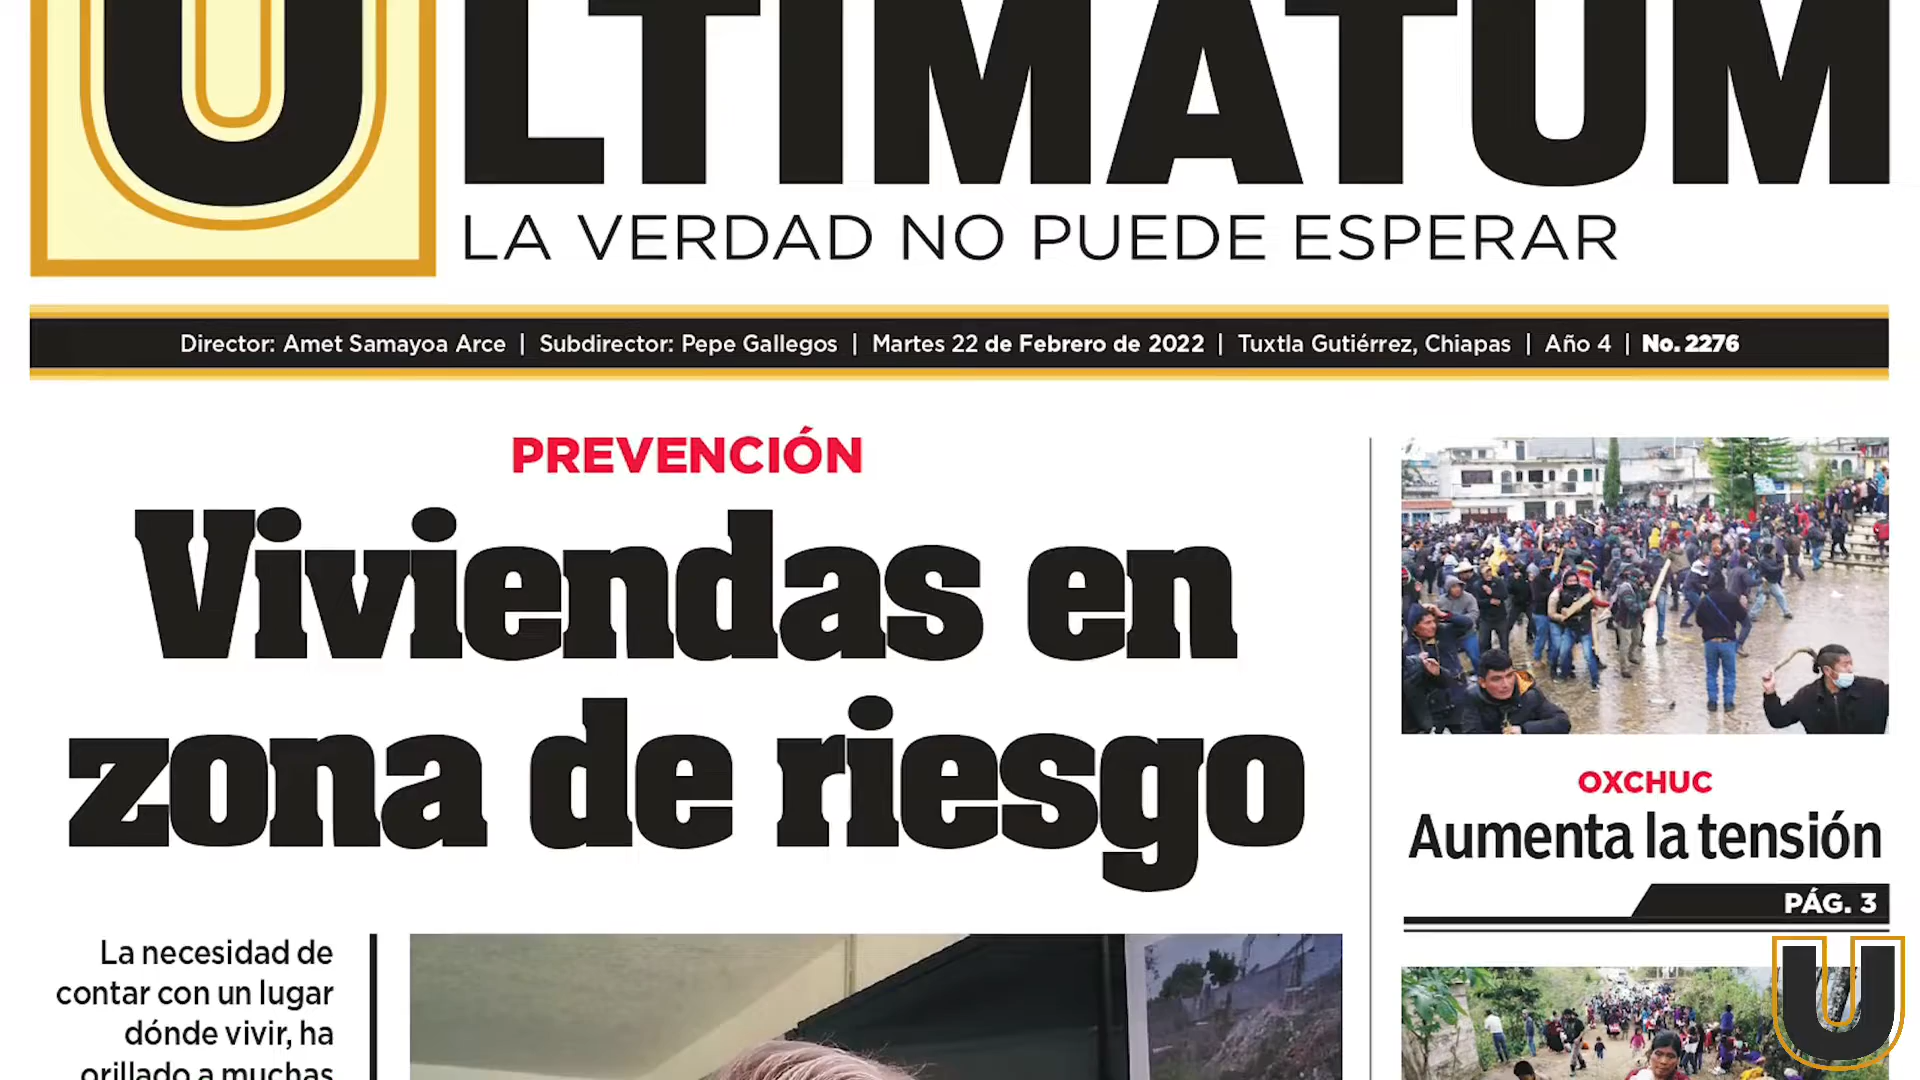 ULTIMATUM
LA VERDAD NO PUEDE ESPERAR
Director: Amet Samayoa Arce | Subdirector: Pepe Gallegos | Martes 22 de Febrero de 2022 | Tuxtla Gutiérrez, Chiapas | Año 4 | No. 2276
PREVENCIÓN
Viviendas en
zona de riesgo
La necesidad de
contar con un lugar
dónde vivir, ha
orillado a muchas
OXCHUC
Aumenta la tensión
PÁG. 3
U